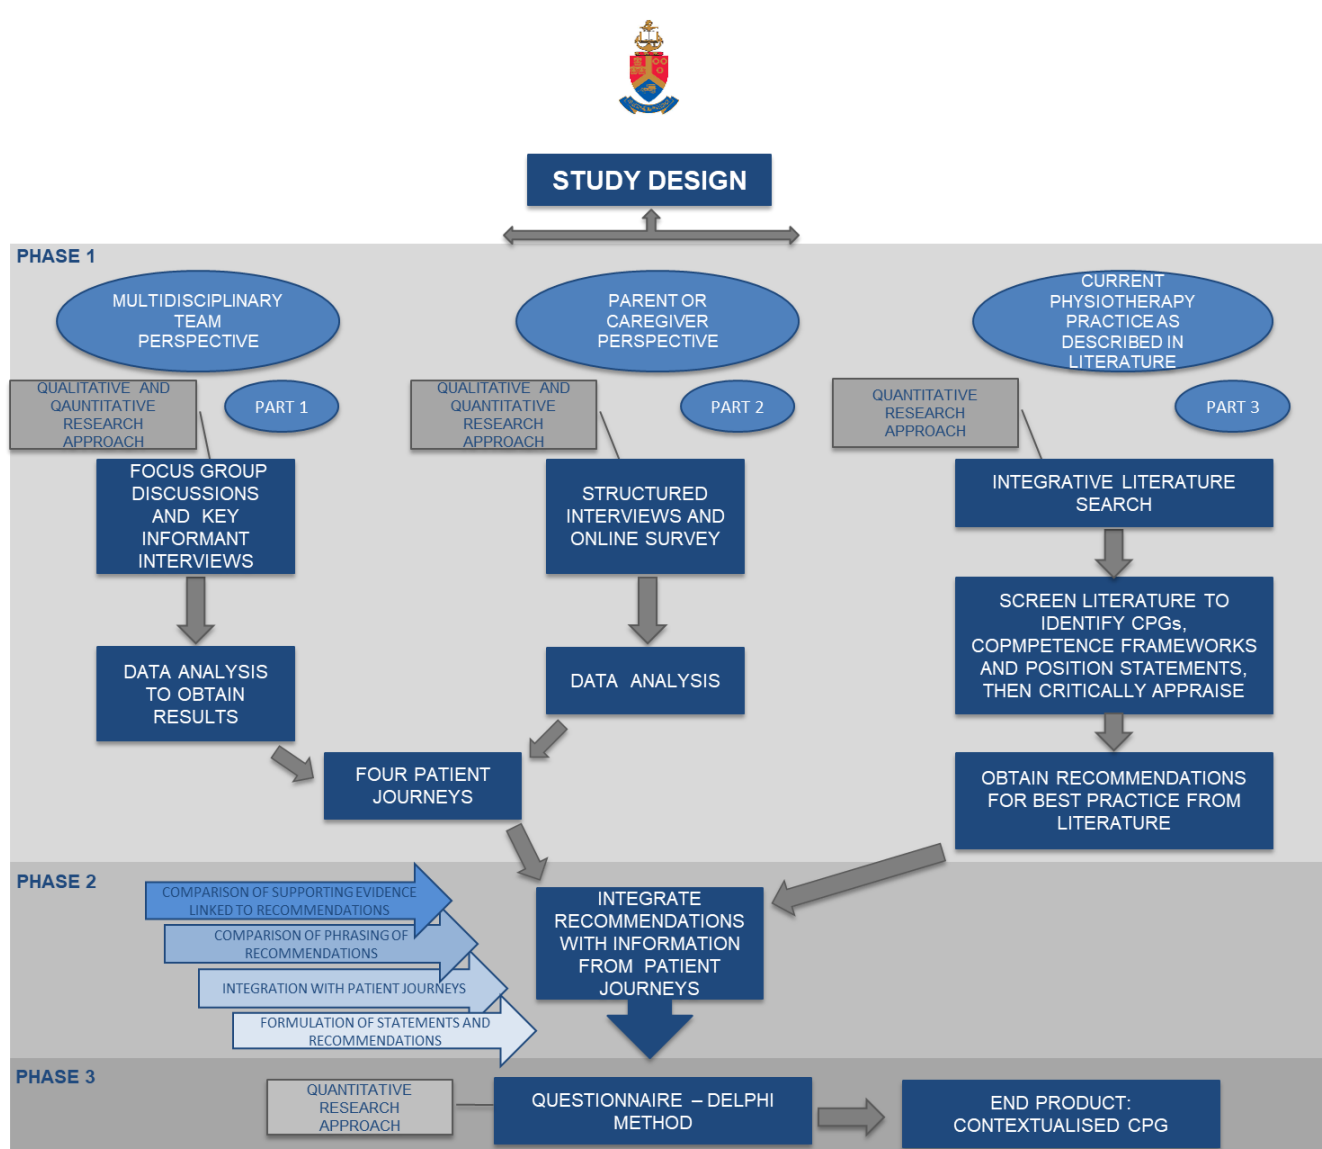 STUDY DESIGN
PHASE 1
MULTIDISCIPLINARY
TEAM
PERSPECTIVE
PARENT OR
CAREGIVER
PERSPECTIVE
CURRENT
PHYSIOTHERAPY
PRACTICE AS
DESCRIBED IN
LITERATURE
QUALITATIVE AND
QAUNTITATIVE
RESEARCH
APPROACH
PART 1
QUALITATIVE AND
QUANTITATIVE
RESEARCH
APPROACH
PART 2
QUANTITATIVE
RESEARCH
APPROACH
PART 3
FOCUS GROUP
DISCUSSIONS
AND KEY
INFORMANT
INTERVIEWS
STRUCTURED
INTERVIEWS AND
ONLINE SURVEY
INTEGRATIVE LITERATURE
SEARCH
SCREEN LITERATURE TO
IDENTIFY CPGs,
COPMPETENCE FRAMEWORKS
AND POSITION STATEMENTS,
THEN CRITICALLY APPRAISE
DATA ANALYSIS
TO OBTAIN
RESULTS
DATA ANALYSIS
FOUR PATIENT
JOURNEYS
OBTAIN RECOMMENDATIONS
FOR BEST PRACTICE FROM
LITERATURE
PHASE 2
COMPARISON OF SUPPORTING EVIDENCE
LINKED TO RECOMMENDATIONS
COMPARISON OF PHRASING OF
RECOMMENDATIONS
INTEGRATION WITH PATIENT JOURNEYS
FORMULATION OF STATEMENTS AND
RECOMMENDATIONS
INTEGRATE
RECOMMENDATIONS
WITH INFORMATION
FROM PATIENT
JOURNEYS
PHASE 3
QUANTITATIVE
RESEARCH
APPROACH
QUESTIONNAIRE – DELPHI
METHOD
END PRODUCT:
CONTEXTUALISED CPG